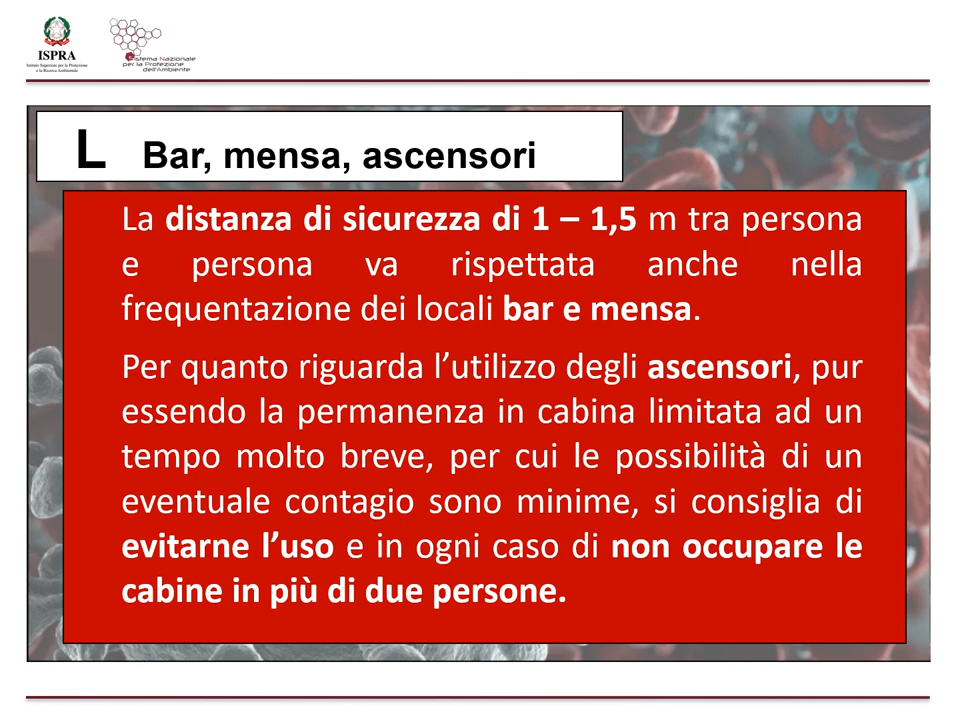 ISPRA
Istituto Superiore per la Protezione
e la Ricerca Ambientale
Sistema Nazionale
per la Protezione
dell'Ambiente
L Bar, mensa, ascensori
La distanza di sicurezza di 1 – 1,5 m tra persona
e persona va rispettata anche nella
frequentazione dei locali bar e mensa.
Per quanto riguarda l’utilizzo degli ascensori, pur
essendo la permanenza in cabina limitata ad un
tempo molto breve, per cui le possibilità di un
eventuale contagio sono minime, si consiglia di
evitarne l’uso e in ogni caso di non occupare le
cabine in più di due persone.